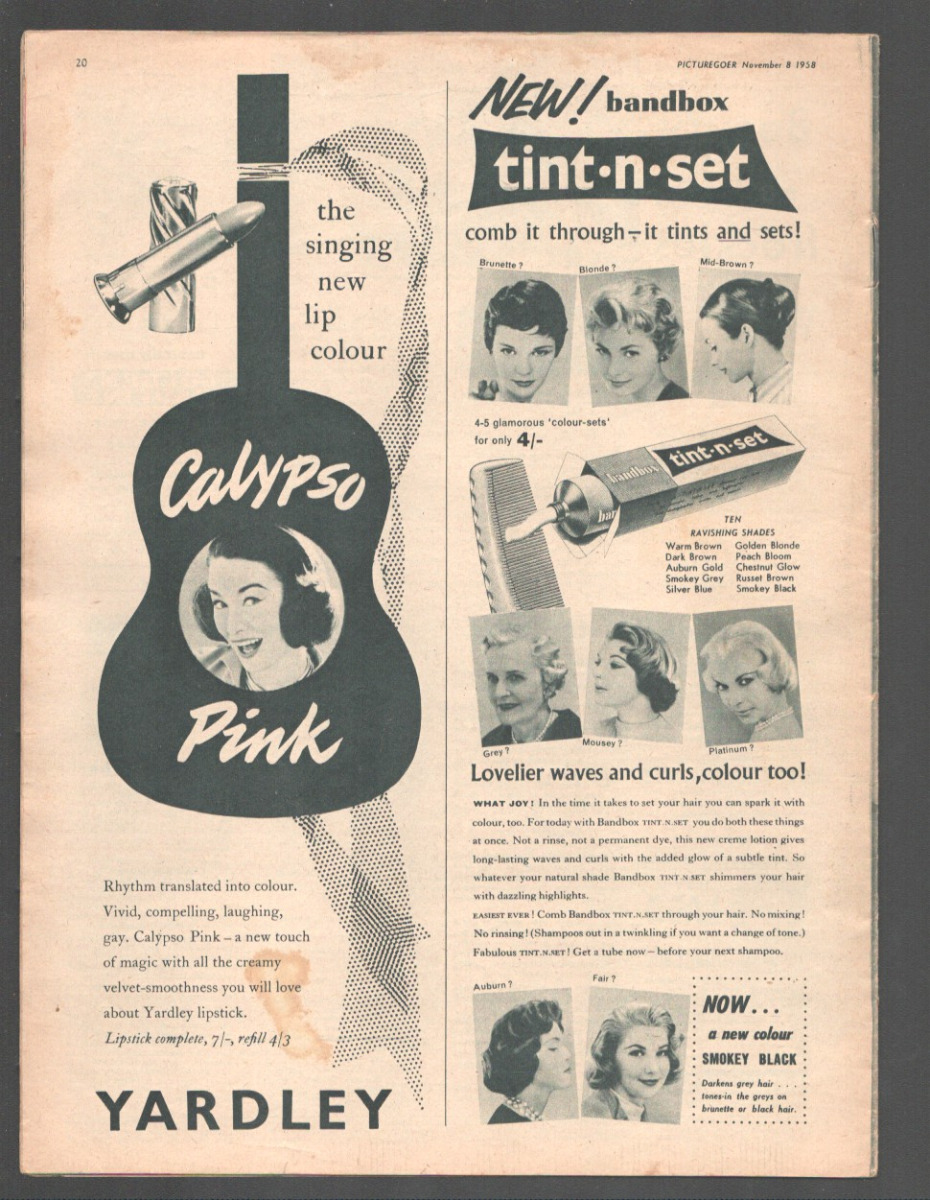 20
PICTUREGOER November 8 1958
the
singing
new
lip
colour
Calypso
Pink
Rhythm translated into colour.
Vivid, compelling, laughing,
gay. Calypso Pink – a new touch
of magic with all the creamy
velvet-smoothness you will love
about Yardley lipstick.
Lipstick complete, 7/-, refill 4/3
YARDLEY
NEW! bandbox
tint·n·set
comb it through – it tints and sets!
Brunette?
Blonde?
Mid-Brown?
4-5 glamorous 'colour-sets'
for only 4/-
bandbox
tint·n·set
TEN
RAVISHING SHADES
Warm Brown Golden Blonde
Dark Brown Peach Bloom
Auburn Gold Chestnut Glow
Smokey Grey Russet Brown
Silver Blue Smokey Black
Grey?
Mousey?
Platinum?
Lovelier waves and curls, colour too!
WHAT JOY! In the time it takes to set your hair you can spark it with
colour, too. For today with Bandbox TINT.N.SET you do both these things
at once. Not a rinse, not a permanent dye, this new creme lotion gives
long-lasting waves and curls with the added glow of a subtle tint. So
whatever your natural shade Bandbox TINT.N.SET shimmers your hair
with dazzling highlights.
EASIEST EVER! Comb Bandbox TINT.N.SET through your hair. No mixing!
No rinsing! (Shampoos out in a twinkling if you want a change of tone.)
Fabulous TINT.N.SET! Get a tube now – before your next shampoo.
Auburn?
Fair?
NOW...
a new colour
SMOKEY BLACK
Darkens grey hair . . .
tones-in the greys on
brunette or black hair.